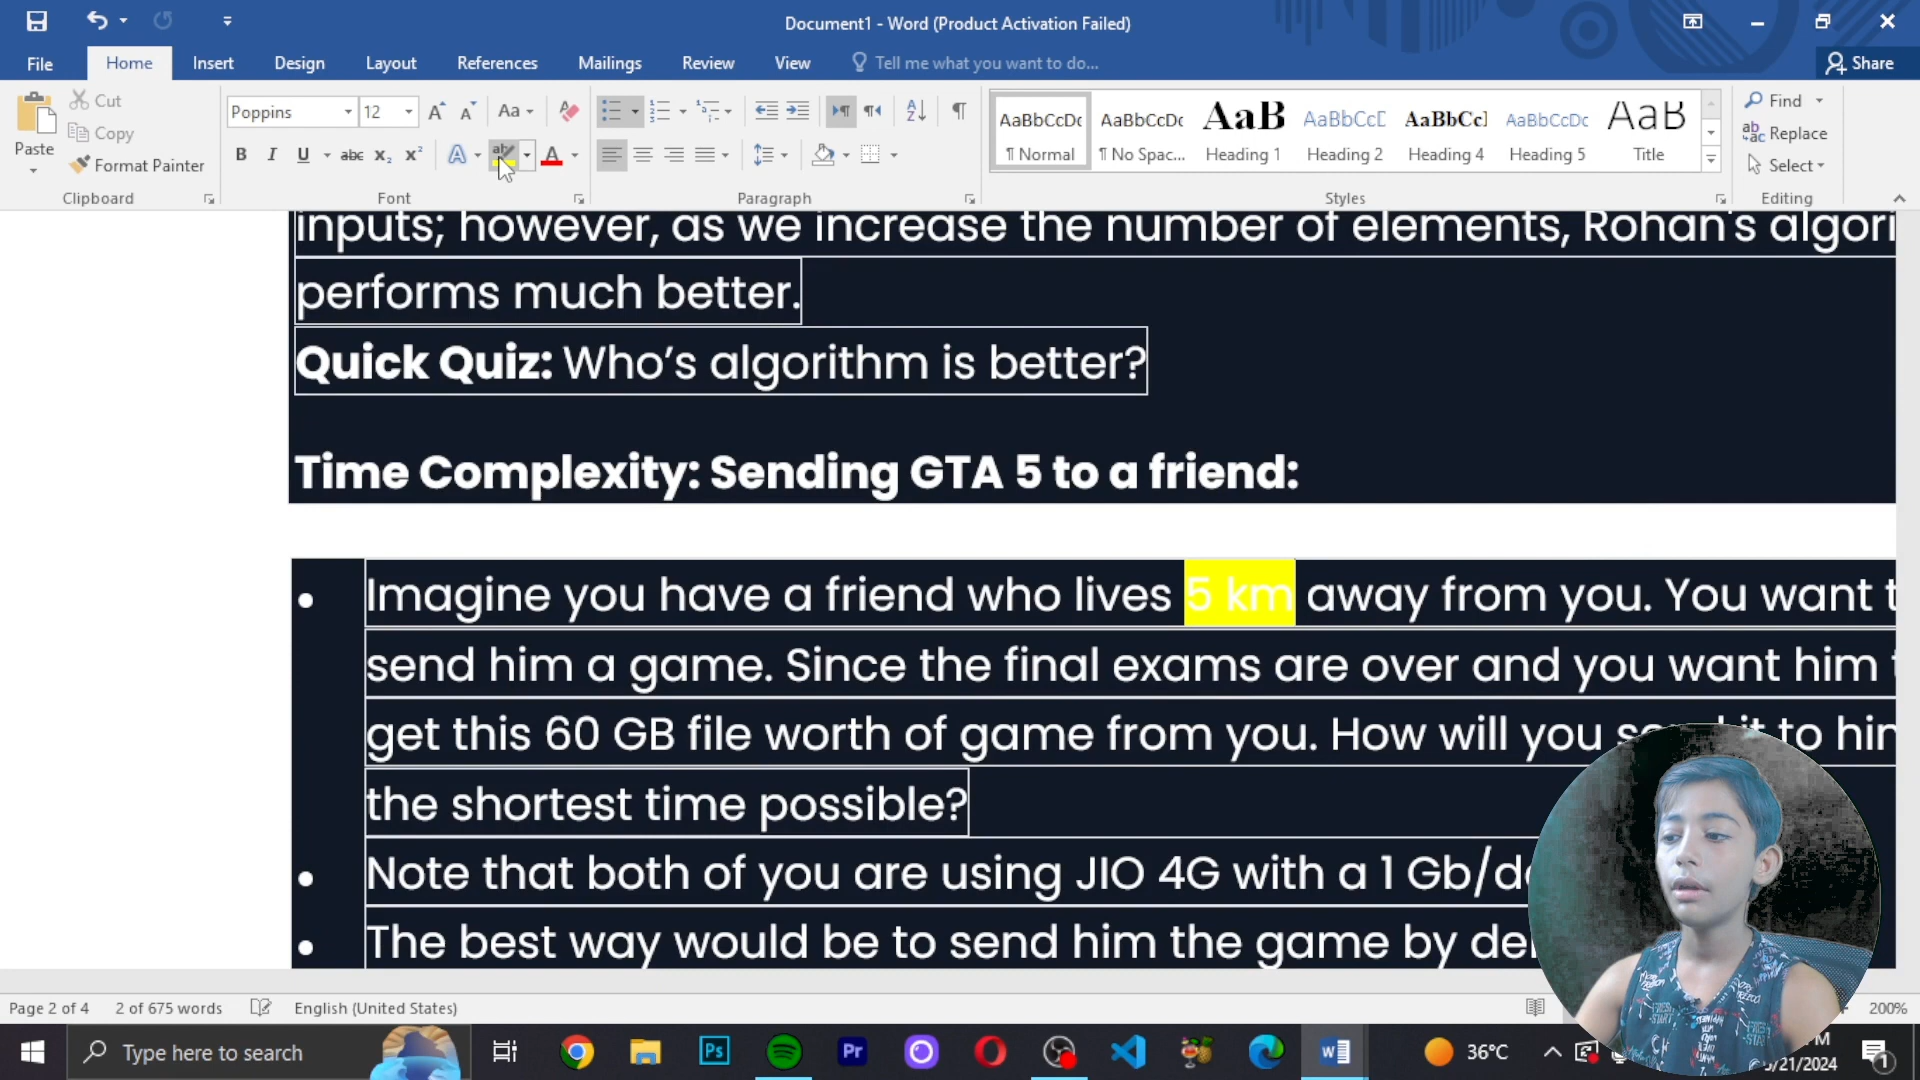 Document1 - Word (Product Activation Failed)
File Home Insert Design Layout References Mailings Review View Tell me what you want to do... Share
Paste
Cut
Copy
Format Painter
Clipboard
Poppins 12
Font
Paragraph
AaBbCcDc AaBbCcDc AaB AaBbCcD AaBbCcI AaBbCcDc AaB
¶ Normal ¶ No Spac... Heading 1 Heading 2 Heading 4 Heading 5 Title
Styles
Find
Replace
Select
Editing
inputs; however, as we increase the number of elements, Rohan's
performs much better.
Quick Quiz: Who’s algorithm is better?
Time Complexity: Sending GTA 5 to a friend:
• Imagine you have a friend who lives 5 km away from you. You want
send him a game. Since the final exams are over and you want him
get this 60 GB file worth of game from you. How will you it to
the shortest time possible?
• Note that both of you are using JIO 4G with a 1
• The best way would be to send him the game by
Page 2 of 4 2 of 675 words English (United States) 200%
Type here to search
36°C
/21/2024